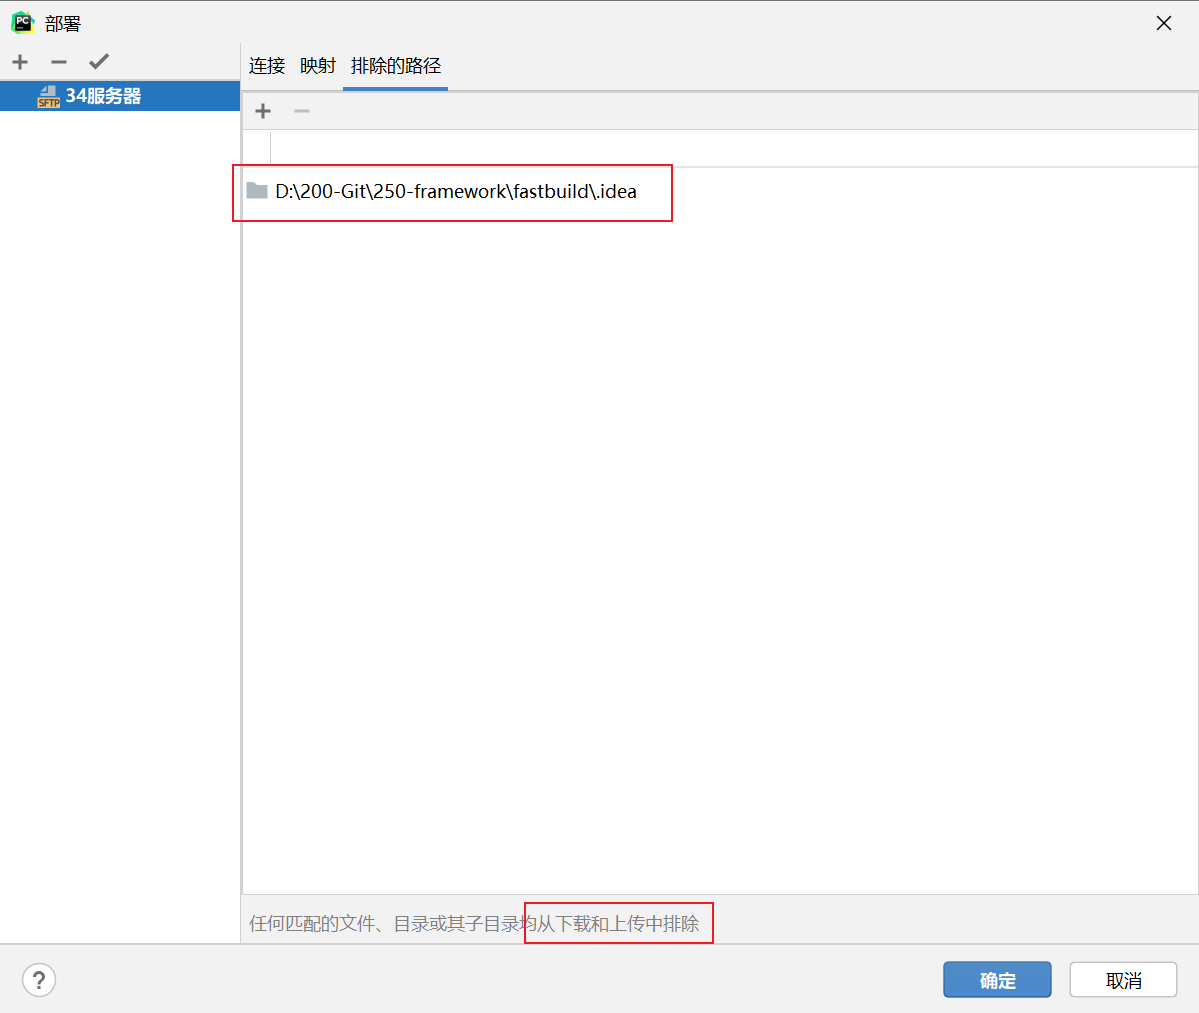 部署
连接 映射 排除的路径
SFTP 34服务器
D:\200-Git\250-framework\fastbuild\.idea
任何匹配的文件、目录或其子目录均从下载和上传中排除
? 确定 取消